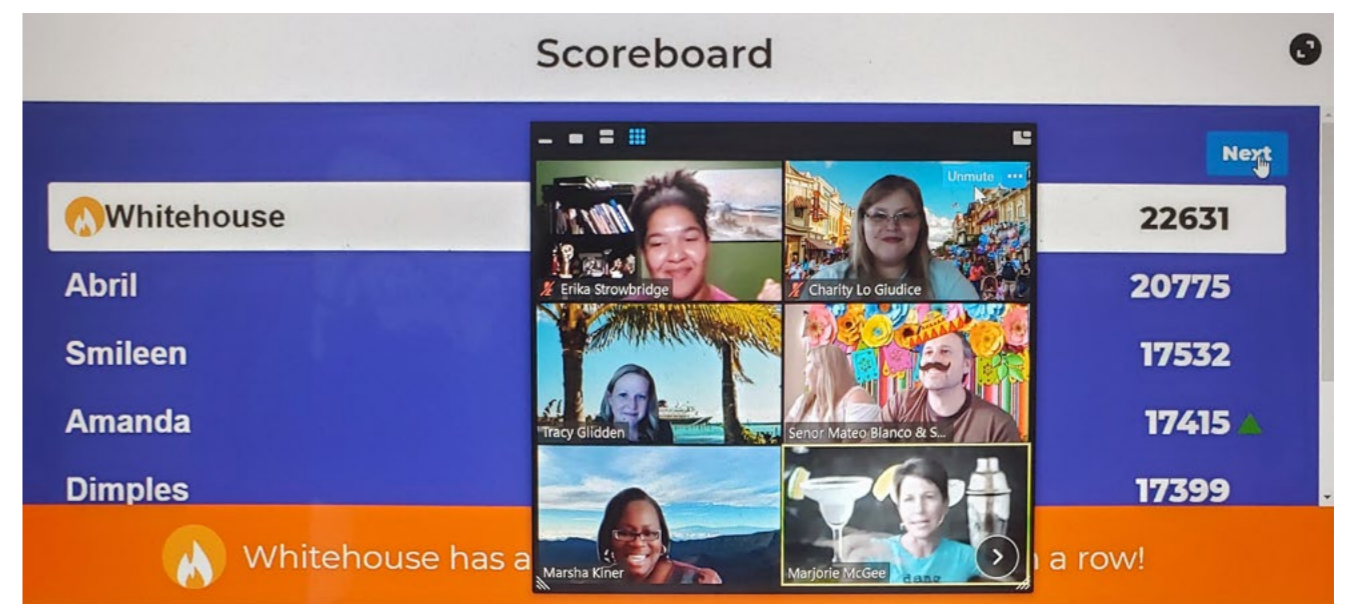 Scoreboard
Next
Whitehouse 22631
Unmute
Erika Strowbridge
Charity Lo Giudice
Abril 20775
Smileen 17532
Amanda 17415
Tracy Glidden
Senor Mateo Blanco & S...
Dimples 17399
Whitehouse has a
n a row!
Marsha Kiner
Marjorie McGee
dang